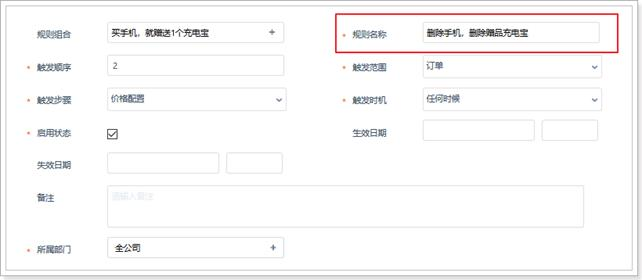 规则组合 买手机，就赠送1个充电宝 +
* 规则名称 删除手机，删除赠品充电宝
* 触发顺序 2
* 触发范围 订单
* 触发步骤 价格配置
* 触发时机 任何时候
* 启用状态
生效日期
失效日期
备注 请输入备注
* 所属部门 全公司 +